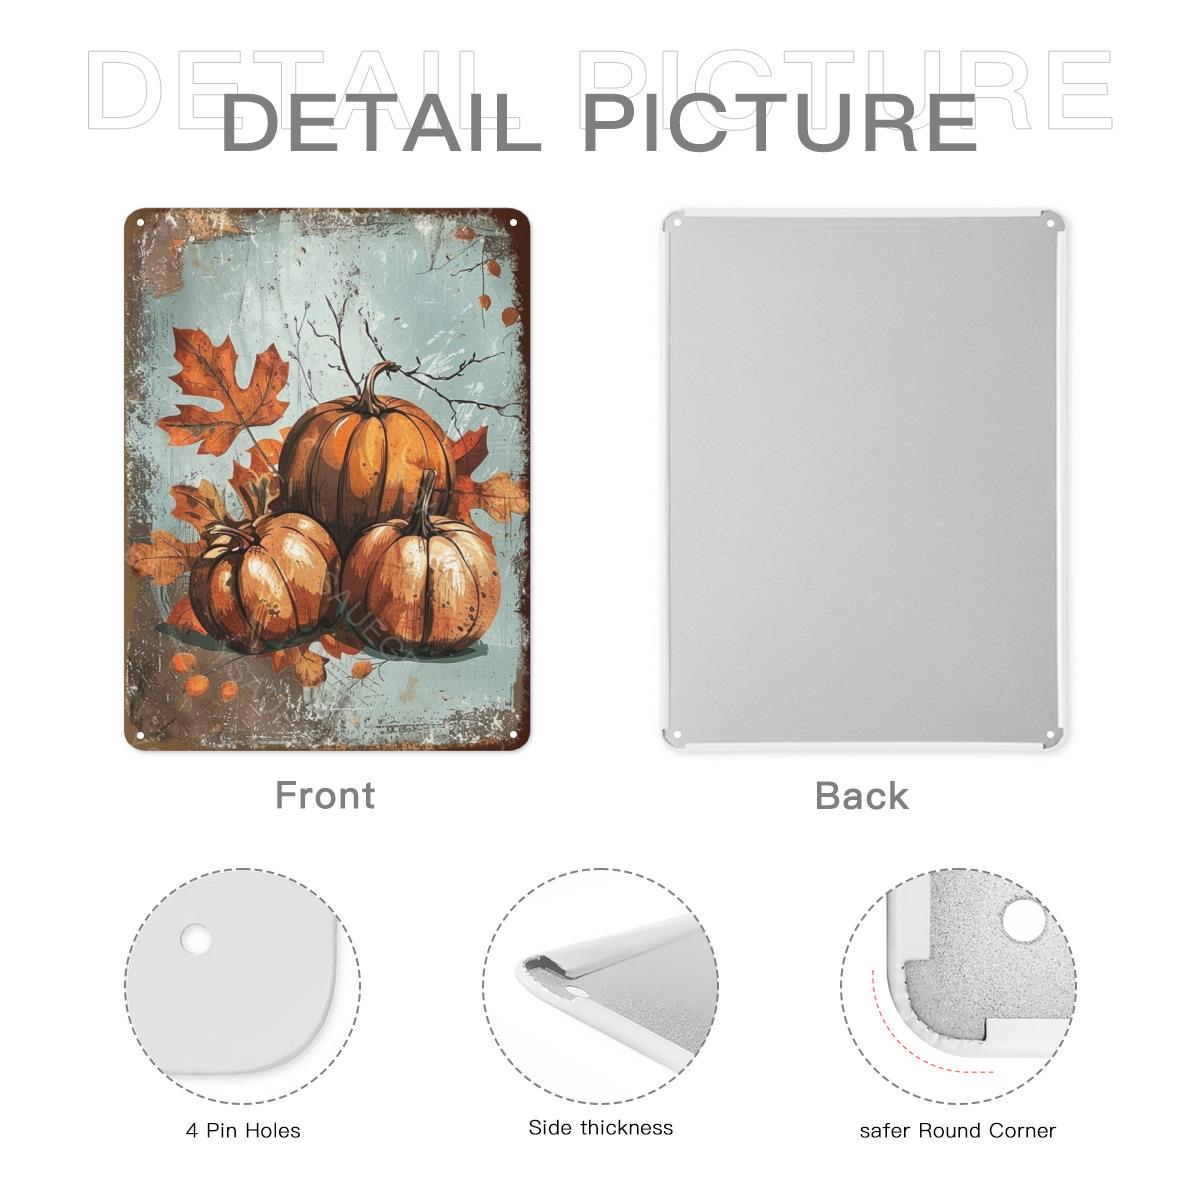 DETAIL PICTURE
DETAIL PICTURE
Front
Back
4 Pin Holes
Side thickness
safer Round Corner